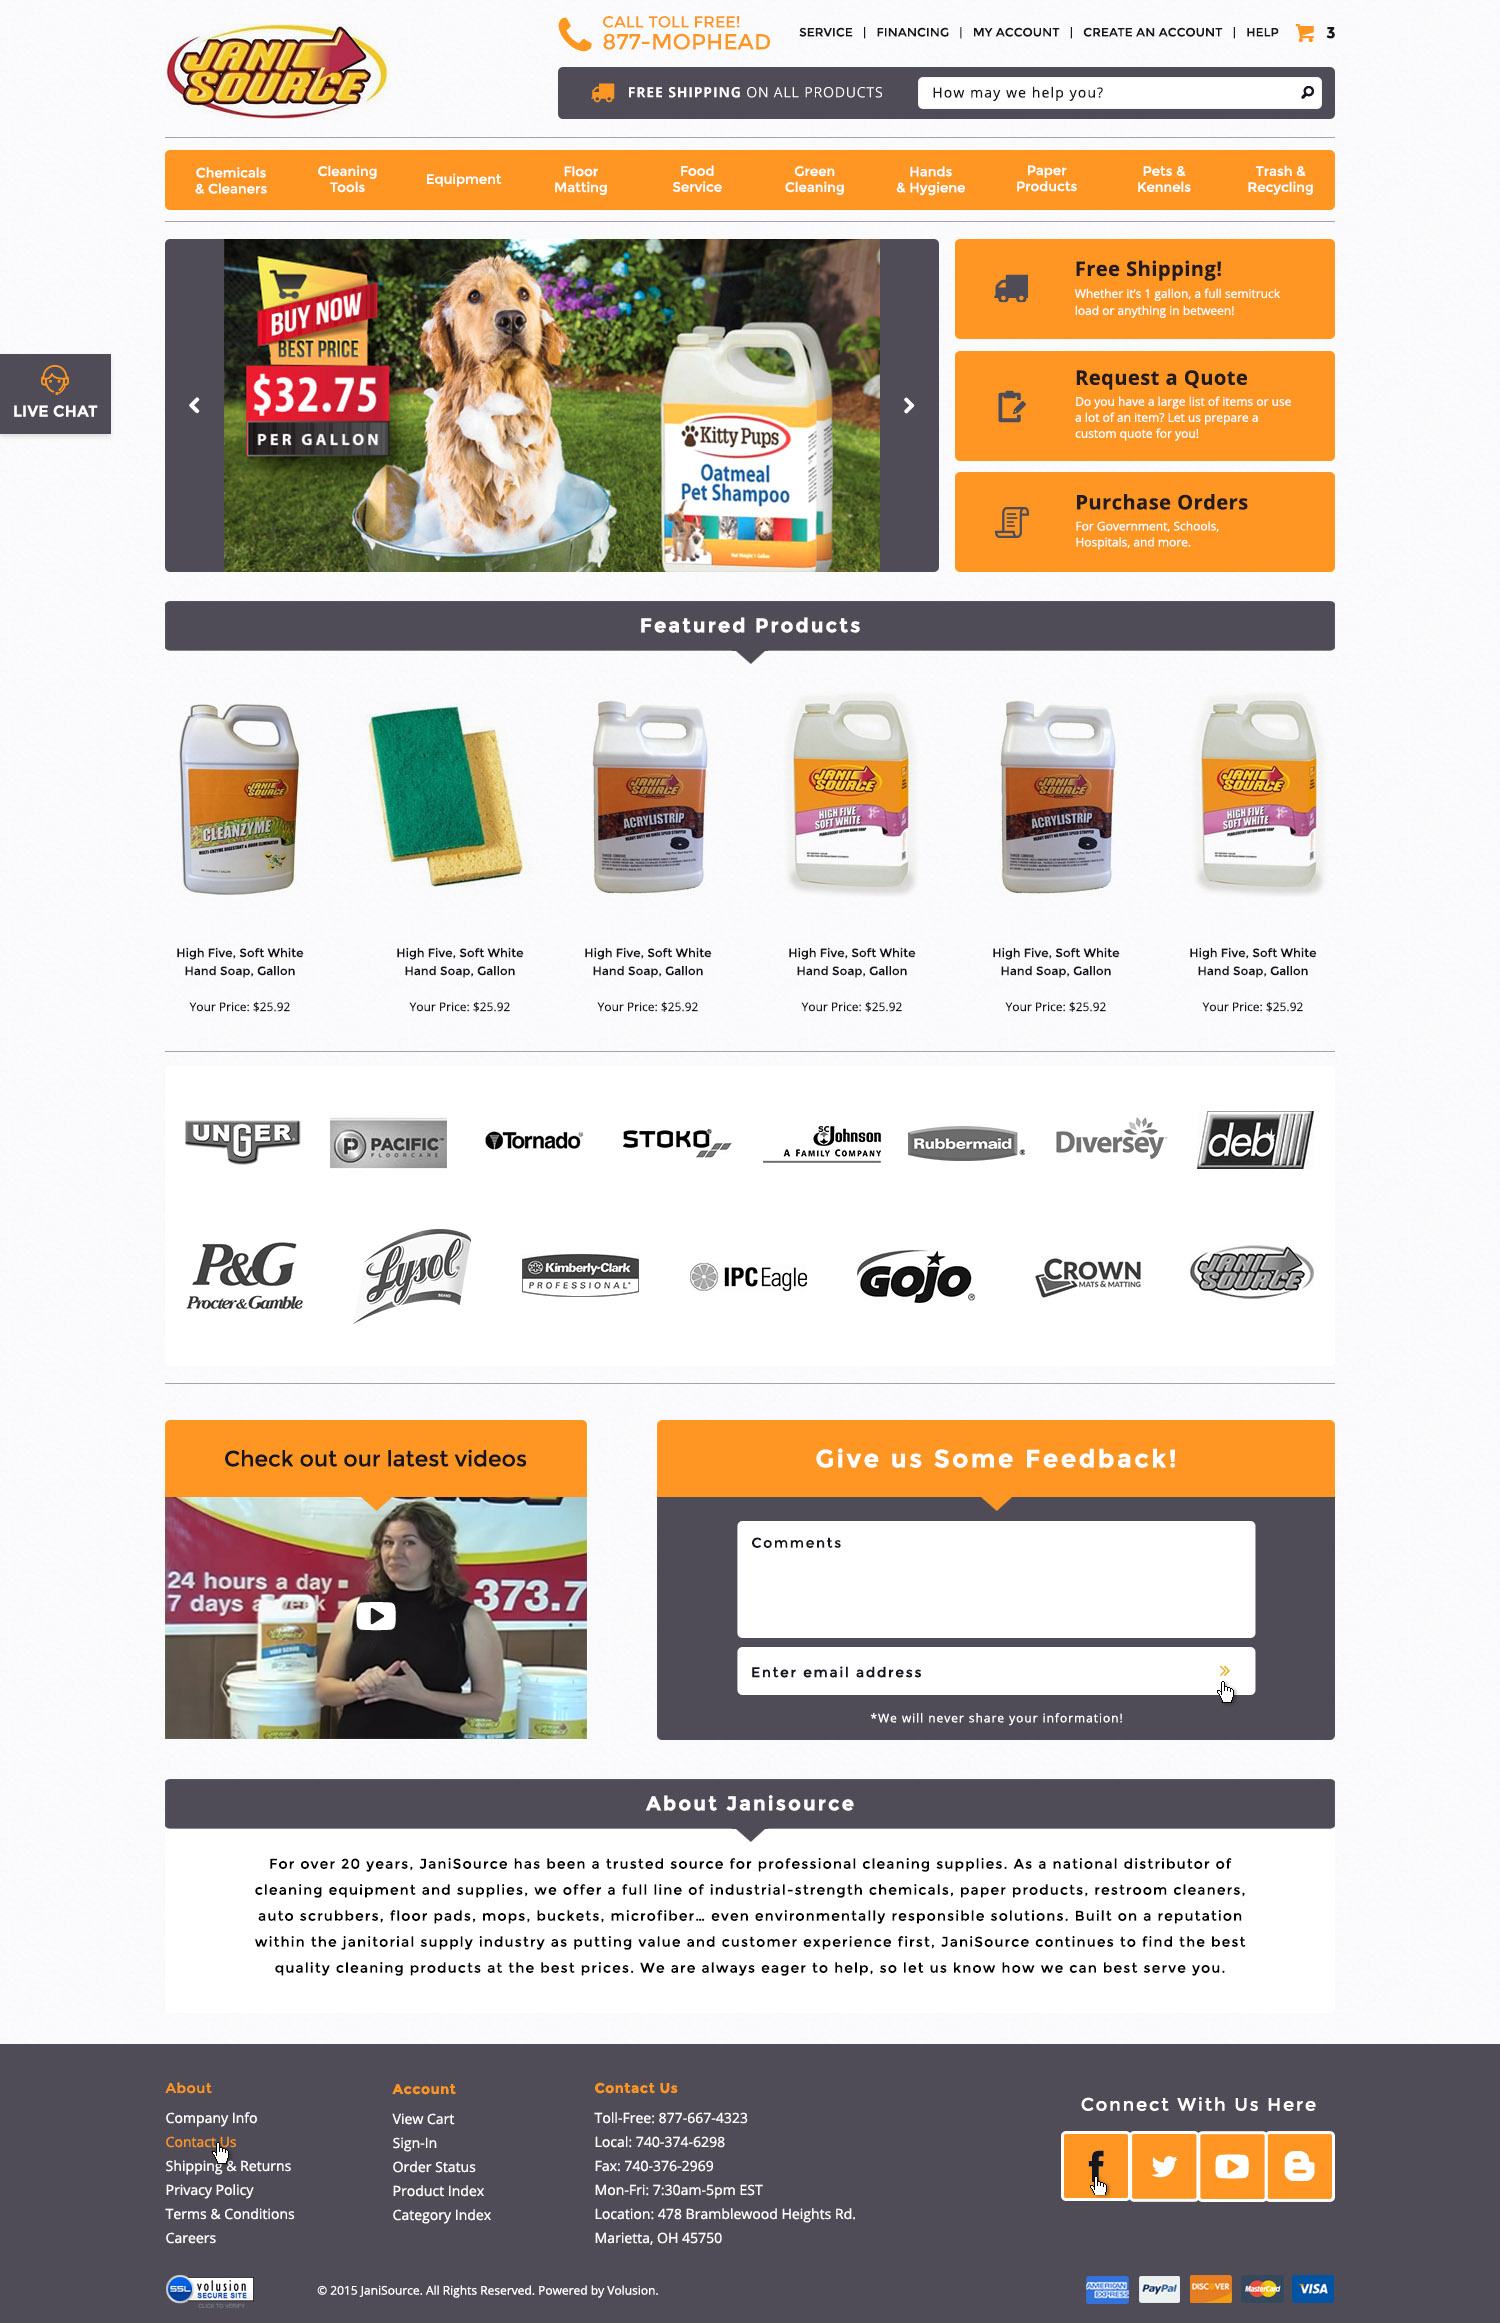 JANI SOURCE
CALL TOLL FREE!
877-MOPHEAD
SERVICE | FINANCING | MY ACCOUNT | CREATE AN ACCOUNT | HELP 3
FREE SHIPPING ON ALL PRODUCTS
How may we help you?
Chemicals & Cleaners
Cleaning Tools
Equipment
Floor Matting
Food Service
Green Cleaning
Hands & Hygiene
Paper Products
Pets & Kennels
Trash & Recycling
LIVE CHAT
BUY NOW
BEST PRICE
$32.75
PER GALLON
Kitty Pups
Oatmeal
Pet Shampoo
Free Shipping!
Whether it's 1 gallon, a full semitruck
load or anything in between!
Request a Quote
Do you have a large list of items or use
a lot of an item? Let us prepare a
custom quote for you!
Purchase Orders
For Government, Schools,
Hospitals, and more.
Featured Products
JANI SOURCE
CLEANZYME
JANI SOURCE
ACRYLISTRIP
JANI SOURCE
HIGH FIVE
SOFT WHITE
JANI SOURCE
ACRYLISTRIP
JANI SOURCE
HIGH FIVE
SOFT WHITE
High Five, Soft White
Hand Soap, Gallon
Your Price: $25.92
High Five, Soft White
Hand Soap, Gallon
Your Price: $25.92
High Five, Soft White
Hand Soap, Gallon
Your Price: $25.92
High Five, Soft White
Hand Soap, Gallon
Your Price: $25.92
High Five, Soft White
Hand Soap, Gallon
Your Price: $25.92
High Five, Soft White
Hand Soap, Gallon
Your Price: $25.92
UNGER
PACIFIC™
FLOORCARE
Tornado®
STOKO®
SC Johnson
A FAMILY COMPANY
Rubbermaid®
Diversey
deb
P&G
Procter & Gamble
Lysol
BRAND
Kimberly-Clark
PROFESSIONAL*
IPC Eagle
GOJO®
CROWN
MATS & MATTING
JANI SOURCE
Check out our latest videos
24 hours a day
7 days a week
373.7
Give us Some Feedback!
Comments
Enter email address
*We will never share your information!
About Janisource
For over 20 years, JaniSource has been a trusted source for professional cleaning supplies. As a national distributor of
cleaning equipment and supplies, we offer a full line of industrial-strength chemicals, paper products, restroom cleaners,
auto scrubbers, floor pads, mops, buckets, microfiber... even environmentally responsible solutions. Built on a reputation
within the janitorial supply industry as putting value and customer experience first, JaniSource continues to find the best
quality cleaning products at the best prices. We are always eager to help, so let us know how we can best serve you.
About
Company Info
Contact Us
Shipping & Returns
Privacy Policy
Terms & Conditions
Careers
Account
View Cart
Sign-In
Order Status
Product Index
Category Index
Contact Us
Toll-Free: 877-667-4323
Local: 740-374-6298
Fax: 740-376-2969
Mon-Fri: 7:30am-5pm EST
Location: 478 Bramblewood Heights Rd.
Marietta, OH 45750
Connect With Us Here
SSL volusion
SECURE SITE
CLICK TO VERIFY
© 2015 JaniSource. All Rights Reserved. Powered by Volusion.
AMERICAN EXPRESS
PayPal
DISCOVER
MasterCard
VISA